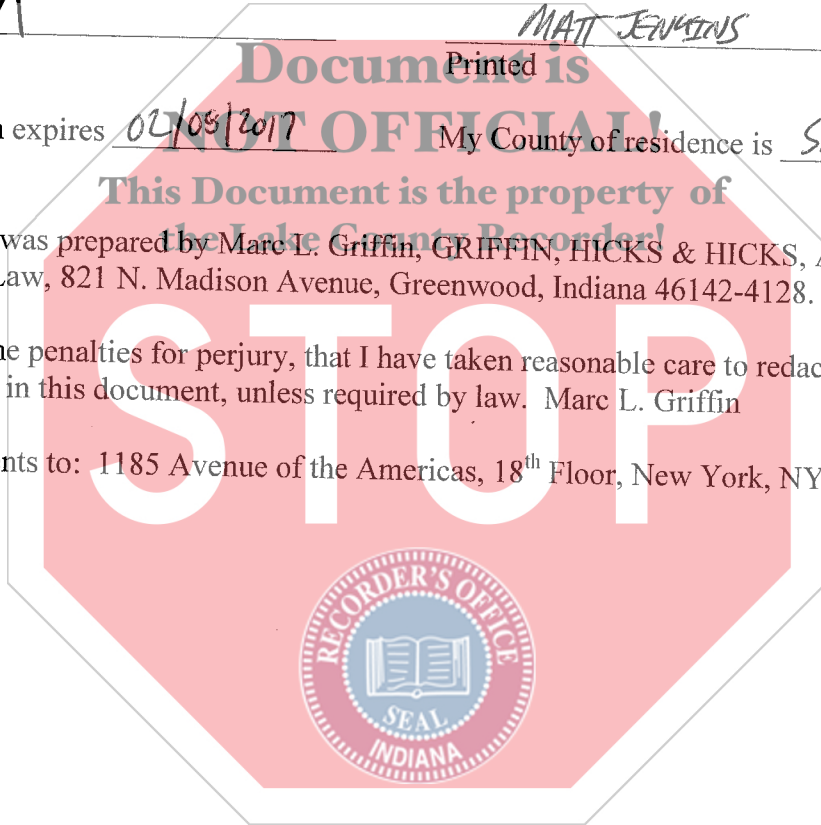 MATT JENKINS
Document is
Printed
expires 02/08/2017 My County of residence is
NOT OFFICIAL!
This Document is the property of
the Lake County Recorder!
was prepared by Marc L. Griffin, GRIFFIN, HICKS & HICKS,
Law, 821 N. Madison Avenue, Greenwood, Indiana 46142-4128.
STOP
penalties for perjury, that I have taken reasonable care to redac
in this document, unless required by law. Marc L. Griffin
nts to: 1185 Avenue of the Americas, 18th Floor, New York, NY
RECORDER'S OFFICE
SEAL
INDIANA